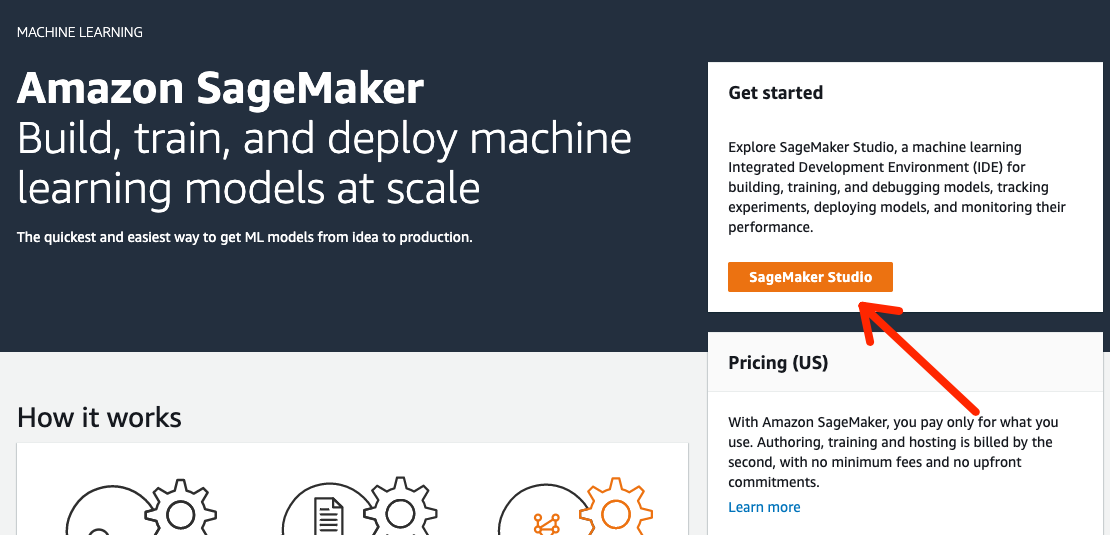 MACHINE LEARNING
Amazon SageMaker
Build, train, and deploy machine
learning models at scale
The quickest and easiest way to get ML models from idea to production.
Get started
Explore SageMaker Studio, a machine learning
Integrated Development Environment (IDE) for
building, training, and debugging models, tracking
experiments, deploying models, and monitoring their
performance.
SageMaker Studio
Pricing (US)
With Amazon SageMaker, you pay only for what you
use. Authoring, training and hosting is billed by the
second, with no minimum fees and no upfront
commitments.
Learn more
How it works